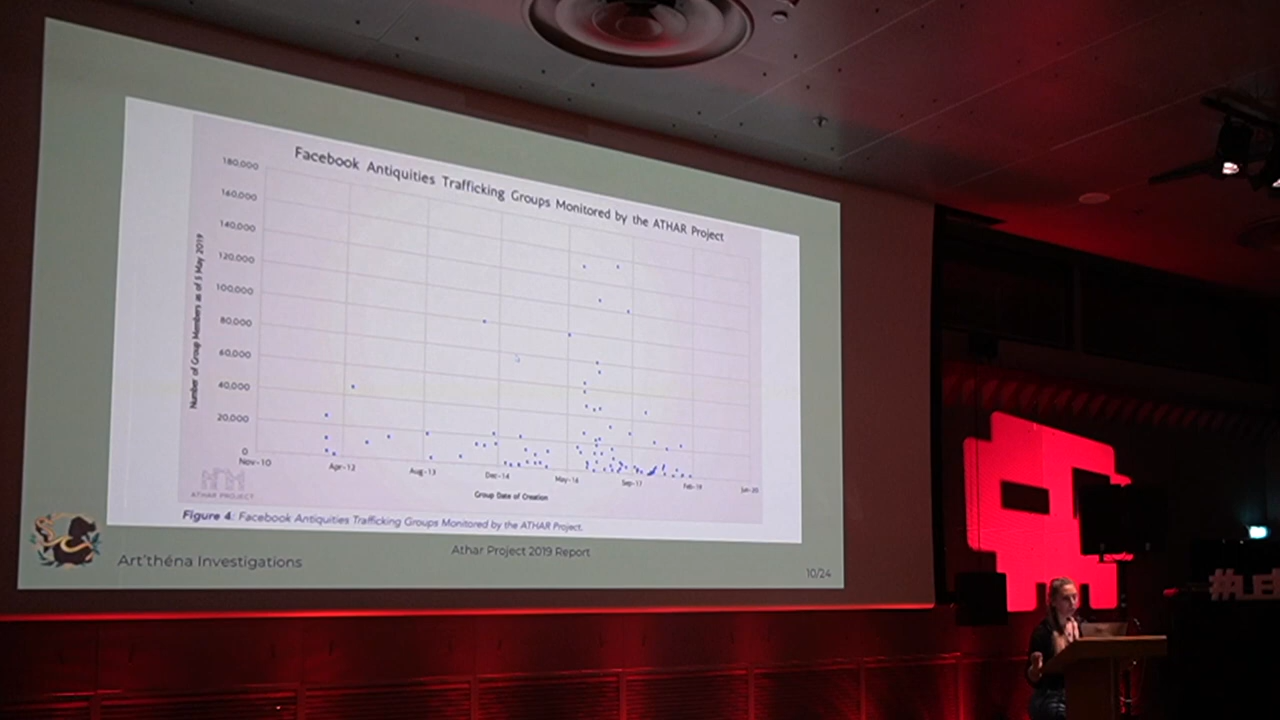 Facebook Antiquities Trafficking Groups Monitored by the ATHAR Project
180,000
160,000
140,000
120,000
100,000
80,000
60,000
40,000
20,000
0
Number of Group Members as of 5 May 2019
Nov-10
Apr-12
Aug-13
Dec-14
May-16
Sep-17
Feb-19
Jun-20
Group Date of Creation
ATHAR PROJECT
Figure 4: Facebook Antiquities Trafficking Groups Monitored by the ATHAR Project.
Art'théna Investigations
Athar Project 2019 Report
10/24
#LE